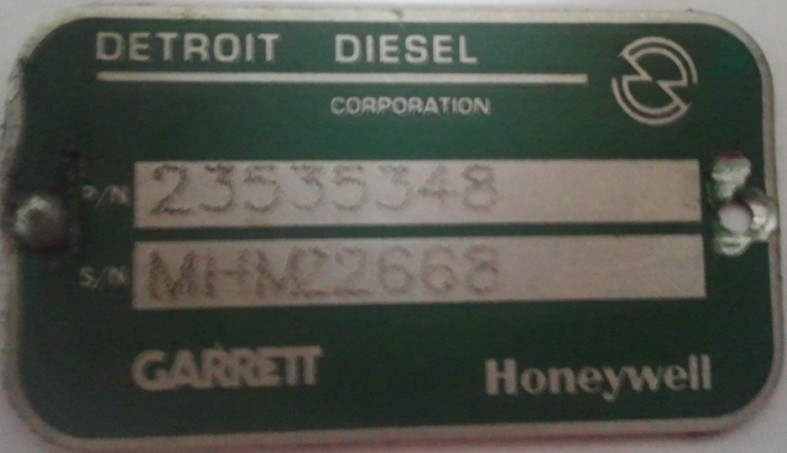 DETROIT DIESEL
CORPORATION
P/N 23535348
S/N MHM22668
GARRETT Honeywell